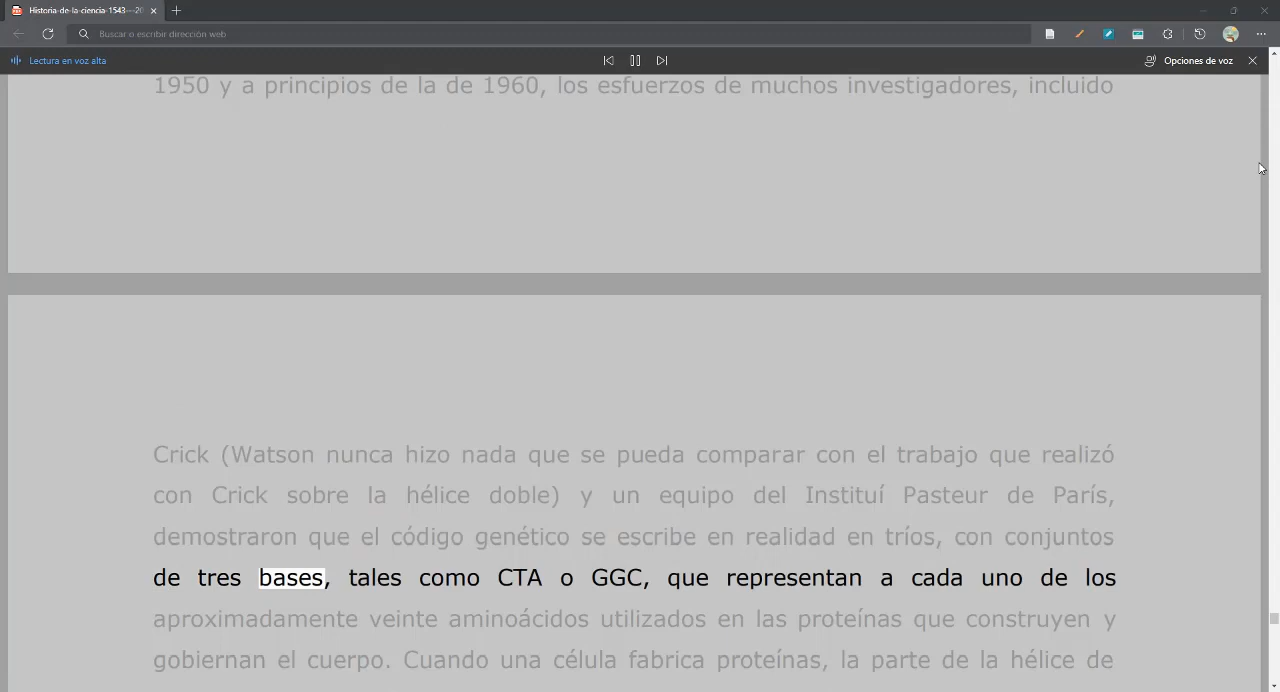 Historia-de-la-ciencia-1543---20
Buscar o escribir dirección web
Lectura en voz alta
Opciones de voz
1950 y a principios de la de 1960, los esfuerzos de muchos investigadores, incluido
Crick (Watson nunca hizo nada que se pueda comparar con el trabajo que realizó
con Crick sobre la hélice doble) y un equipo del Instituí Pasteur de París,
demostraron que el código genético se escribe en realidad en tríos, con conjuntos
de tres bases, tales como CTA o GGC, que representan a cada uno de los
aproximadamente veinte aminoácidos utilizados en las proteínas que construyen y
gobiernan el cuerpo. Cuando una célula fabrica proteínas, la parte de la hélice de